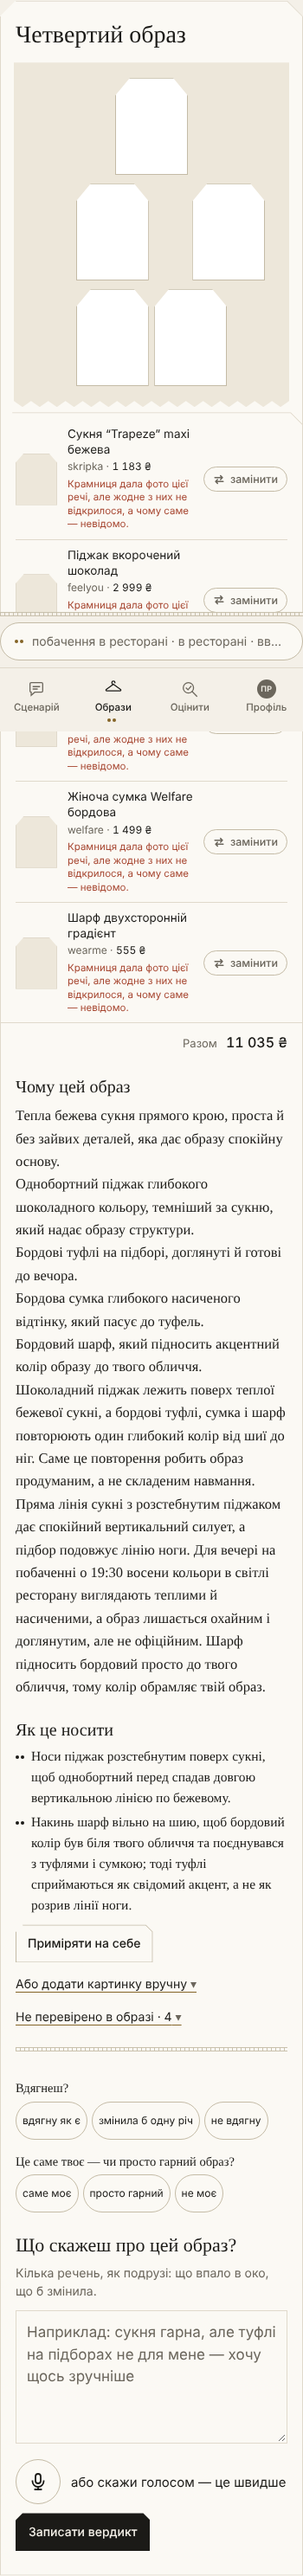 Четвертий образ
Сукня “Trapeze” maxi
бежева
skripka · 1 183 ₴
Крамниця дала фото цієї
речі, але жодне з них не
відкрилося, а чому саме
— невідомо.
замінити
Піджак вкорочений
шоколад
feelyou · 2 999 ₴
Крамниця дала фото цієї
замінити
побачення в ресторані · в ресторані · вв...
Сценарій
Образи
Оцінити
ПР
Профіль
речі, але жодне з них не
відкрилося, а чому саме
— невідомо.
Жіноча сумка Welfare
бордова
welfare · 1 499 ₴
Крамниця дала фото цієї
речі, але жодне з них не
відкрилося, а чому саме
— невідомо.
замінити
Шарф двухсторонній
градієнт
wearme · 555 ₴
Крамниця дала фото цієї
речі, але жодне з них не
відкрилося, а чому саме
— невідомо.
замінити
Разом 11 035 ₴
Чому цей образ
Тепла бежева сукня прямого крою, проста й
без зайвих деталей, яка дає образу спокійну
основу.
Однобортний піджак глибокого
шоколадного кольору, темніший за сукню,
який надає образу структури.
Бордові туфлі на підборі, доглянуті й готові
до вечора.
Бордова сумка глибокого насиченого
відтінку, який пасує до туфель.
Бордовий шарф, який підносить акцентний
колір образу до твого обличчя.
Шоколадний піджак лежить поверх теплої
бежевої сукні, а бордові туфлі, сумка і шарф
повторюють один глибокий колір від шиї до
ніг. Саме це повторення робить образ
продуманим, а не складеним навмання.
Пряма лінія сукні з розстебнутим піджаком
дає спокійний вертикальний силует, а
підбор подовжує лінію ноги. Для вечері на
побаченні о 19:30 восени кольори в світлі
ресторану виглядають теплими й
насиченими, а образ лишається охайним і
доглянутим, але не офіційним. Шарф
підносить бордовий просто до твого
обличчя, тому колір обрамляє твій образ.
Як це носити
•• Носи піджак розстебнутим поверх сукні,
щоб однобортний перед спадав довгою
вертикальною лінією по бежевому.
•• Накинь шарф вільно на шию, щоб бордовий
колір був біля твого обличчя та поєднувався
з туфлями і сумкою; тоді туфлі
сприймаються як свідомий акцент, а не як
розрив лінії ноги.
Приміряти на себе
Або додати картинку вручну ▾
Не перевірено в образі · 4 ▾
Вдягнеш?
вдягну як є
змінила б одну річ
не вдягну
Це саме твоє — чи просто гарний образ?
саме моє
просто гарний
не моє
Що скажеш про цей образ?
Кілька речень, як подрузі: що впало в око,
що б змінила.
Наприклад: сукня гарна, але туфлі
на підборах не для мене — хочу
щось зручніше
або скажи голосом — це швидше
Записати вердикт